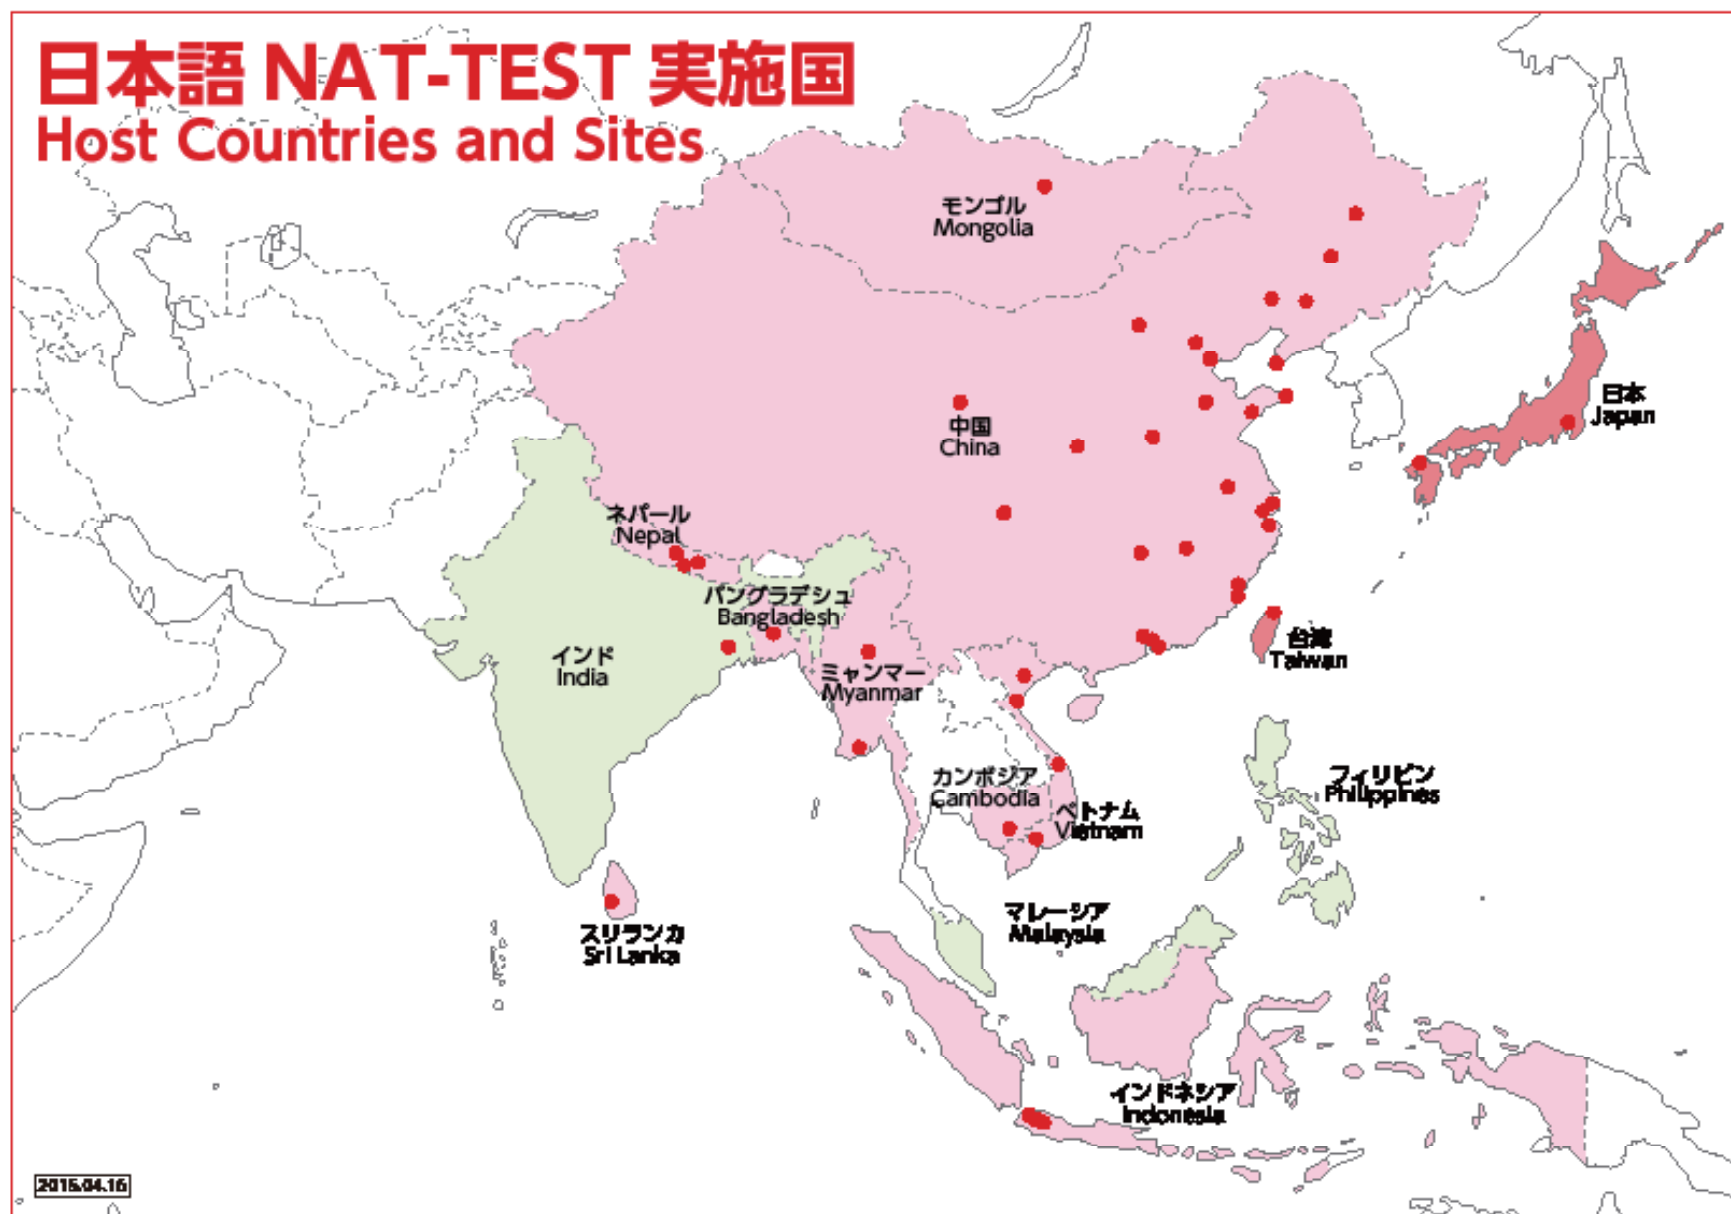 日本語 NAT-TEST 実施国
Host Countries and Sites
モンゴル
Mongolia
日本
Japan
中国
China
ネパール
Nepal
バングラデシュ
Bangladesh
台湾
Taiwan
インド
India
ミャンマー
Myanmar
カンボジア
Cambodia
フィリピン
Philippines
ベトナム
Vietnam
マレーシア
Malaysia
スリランカ
Sri Lanka
インドネシア
Indonesia
2015.04.16